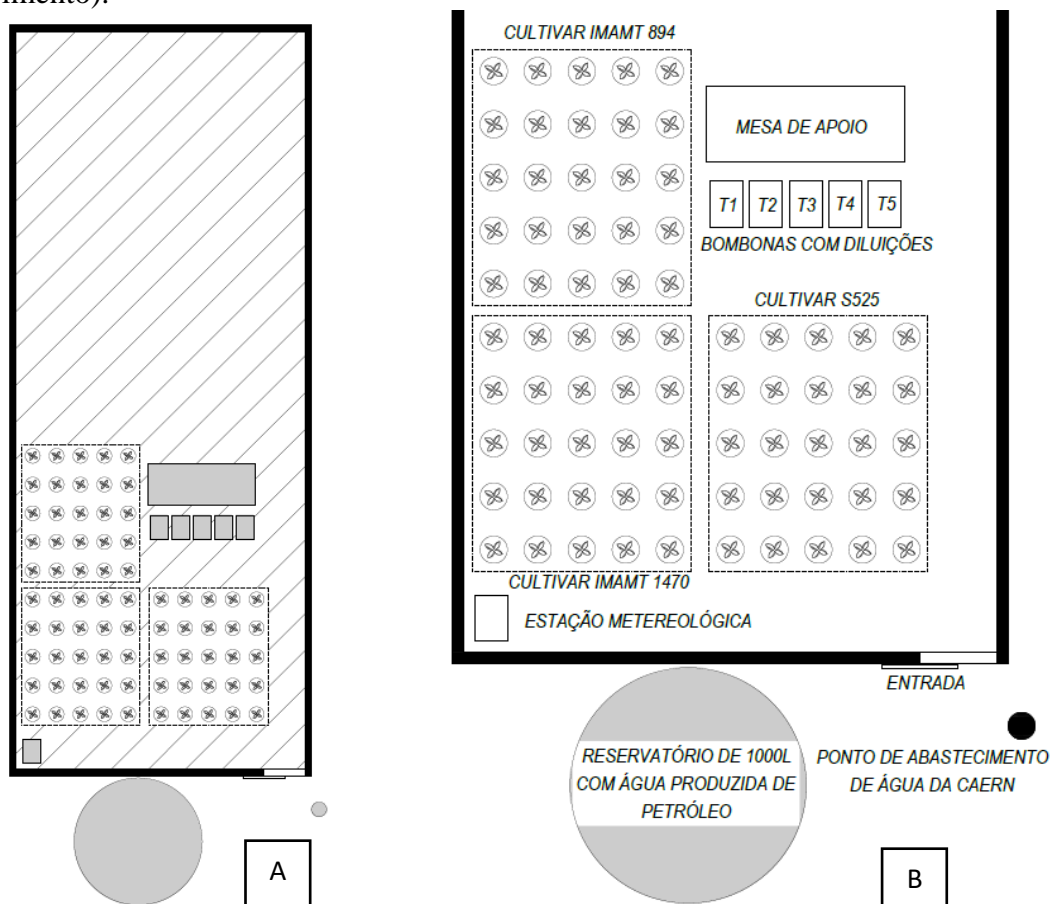 imento).
CULTIVAR IMAMT 894
MESA DE APOIO
T1 T2 T3 T4 T5
BOMBONAS COM DILUIÇÕES
CULTIVAR S525
CULTIVAR IMAMT 1470
ESTAÇÃO METEREOLÓGICA
ENTRADA
RESERVATÓRIO DE 1000L
COM ÁGUA PRODUZIDA DE
PETRÓLEO
PONTO DE ABASTECIMENTO
DE ÁGUA DA CAERN
A
B